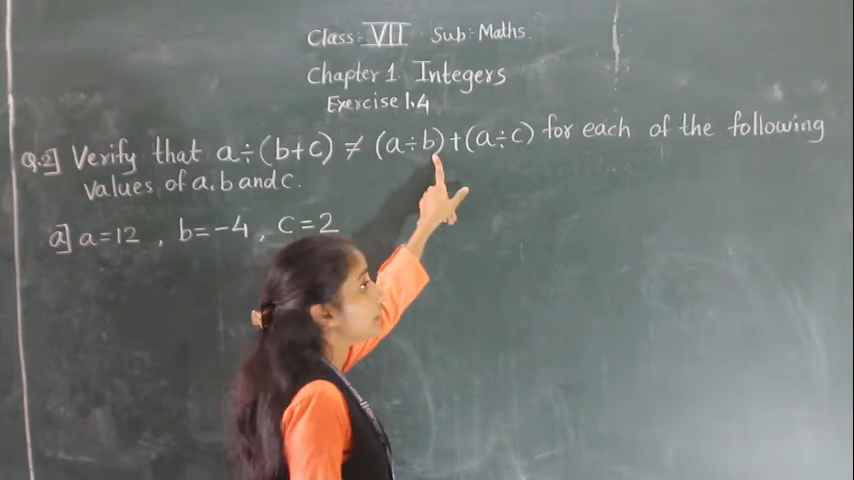 Class:- VII Sub:- Maths.
Chapter 1. Integers
Exercise 1.4
Q.2] Verify that a÷(b+c) ≠ (a÷b)+(a÷c) for each of the following
values of a, b and c.
a] a=12 , b=-4 , c=2